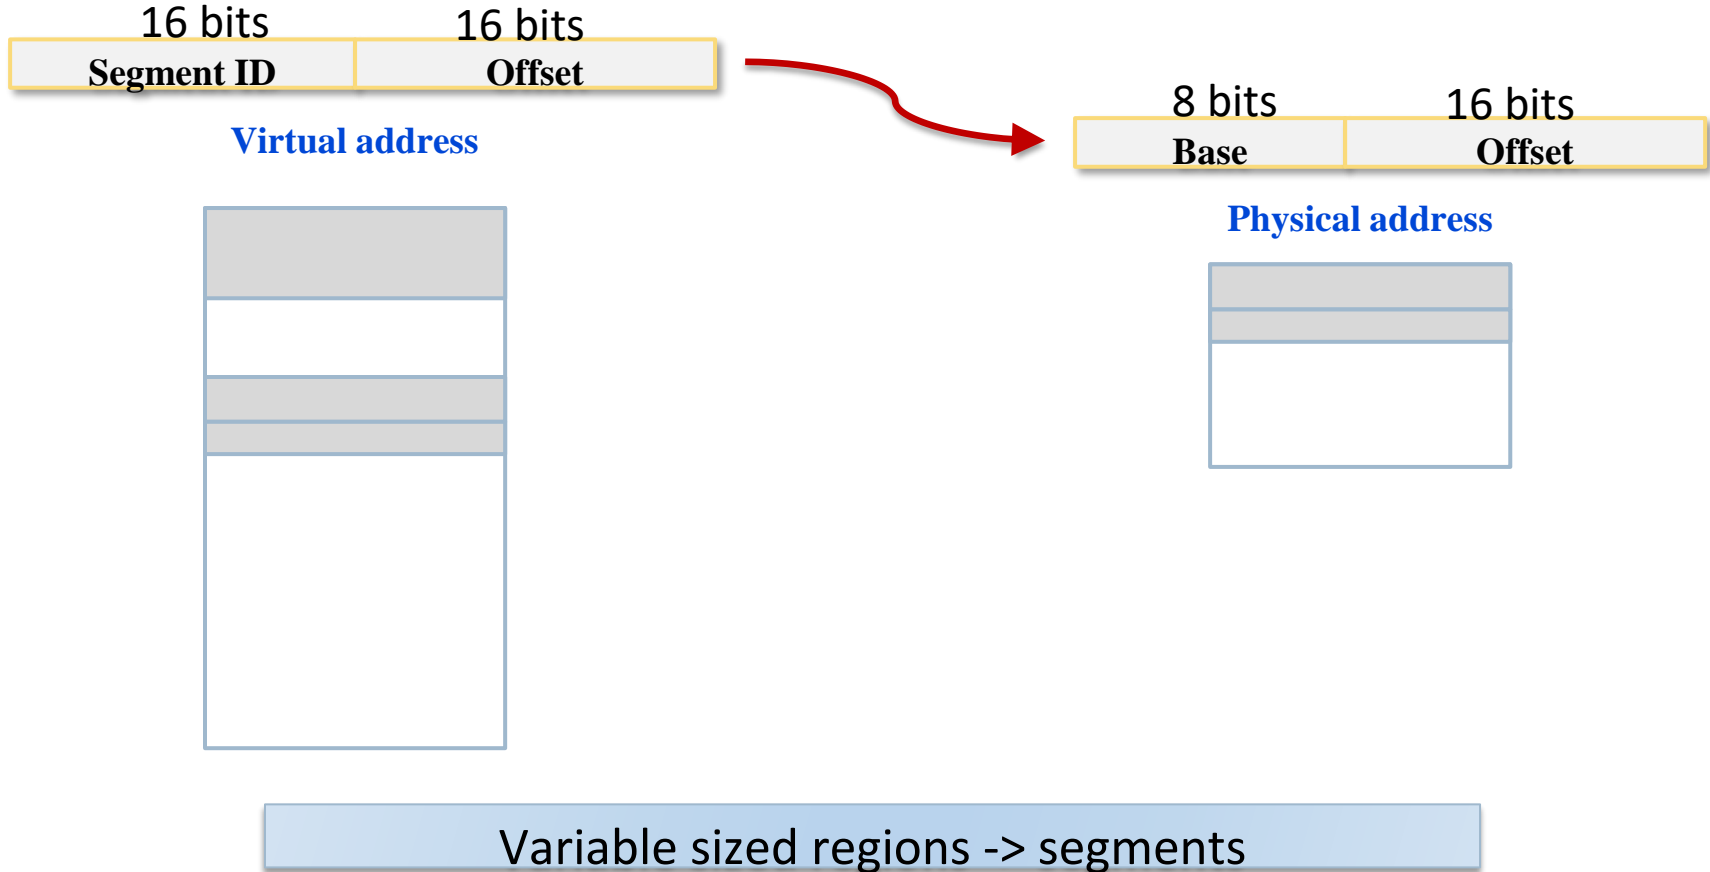 16 bits 16 bits
Segment ID Offset
Virtual address
8 bits 16 bits
Base Offset
Physical address
Variable sized regions -> segments